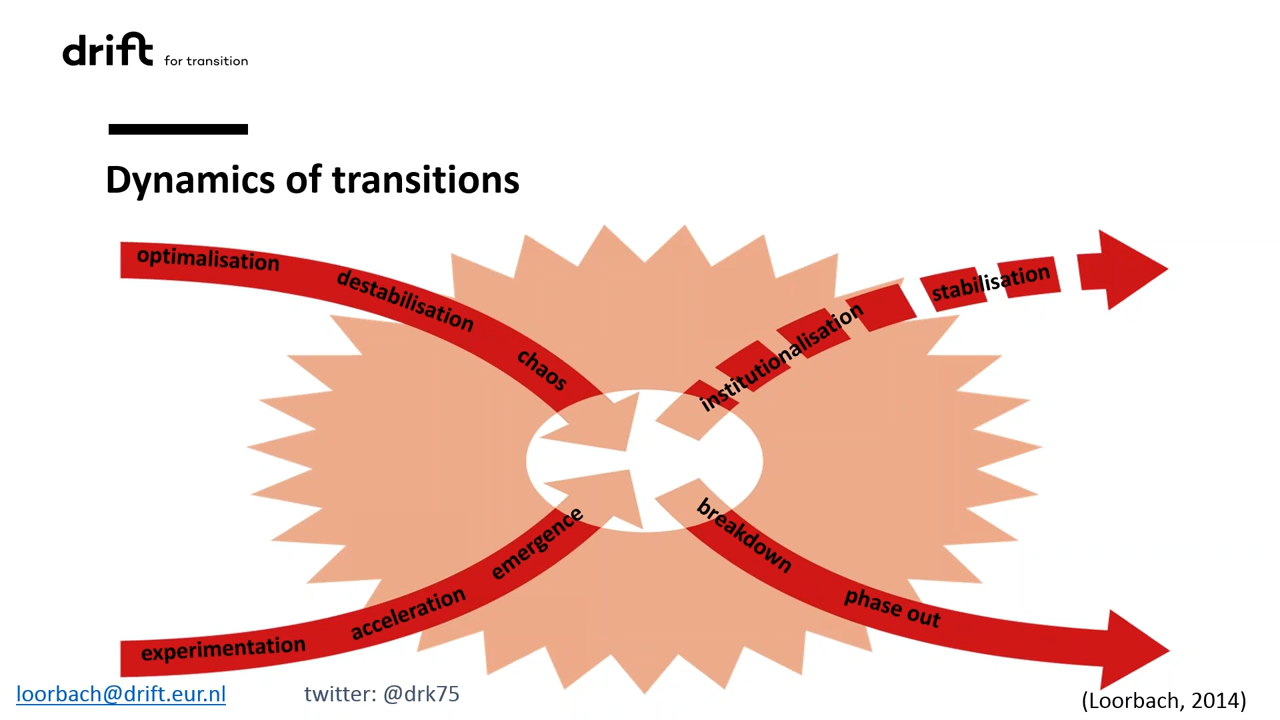 drift for transition
Dynamics of transitions
optimalisation
destabilisation
chaos
institutionalisation
stabilisation
experimentation
acceleration
emergence
breakdown
phase out
loorbach@drift.eur.nl
twitter: @drk75
(Loorbach, 2014)